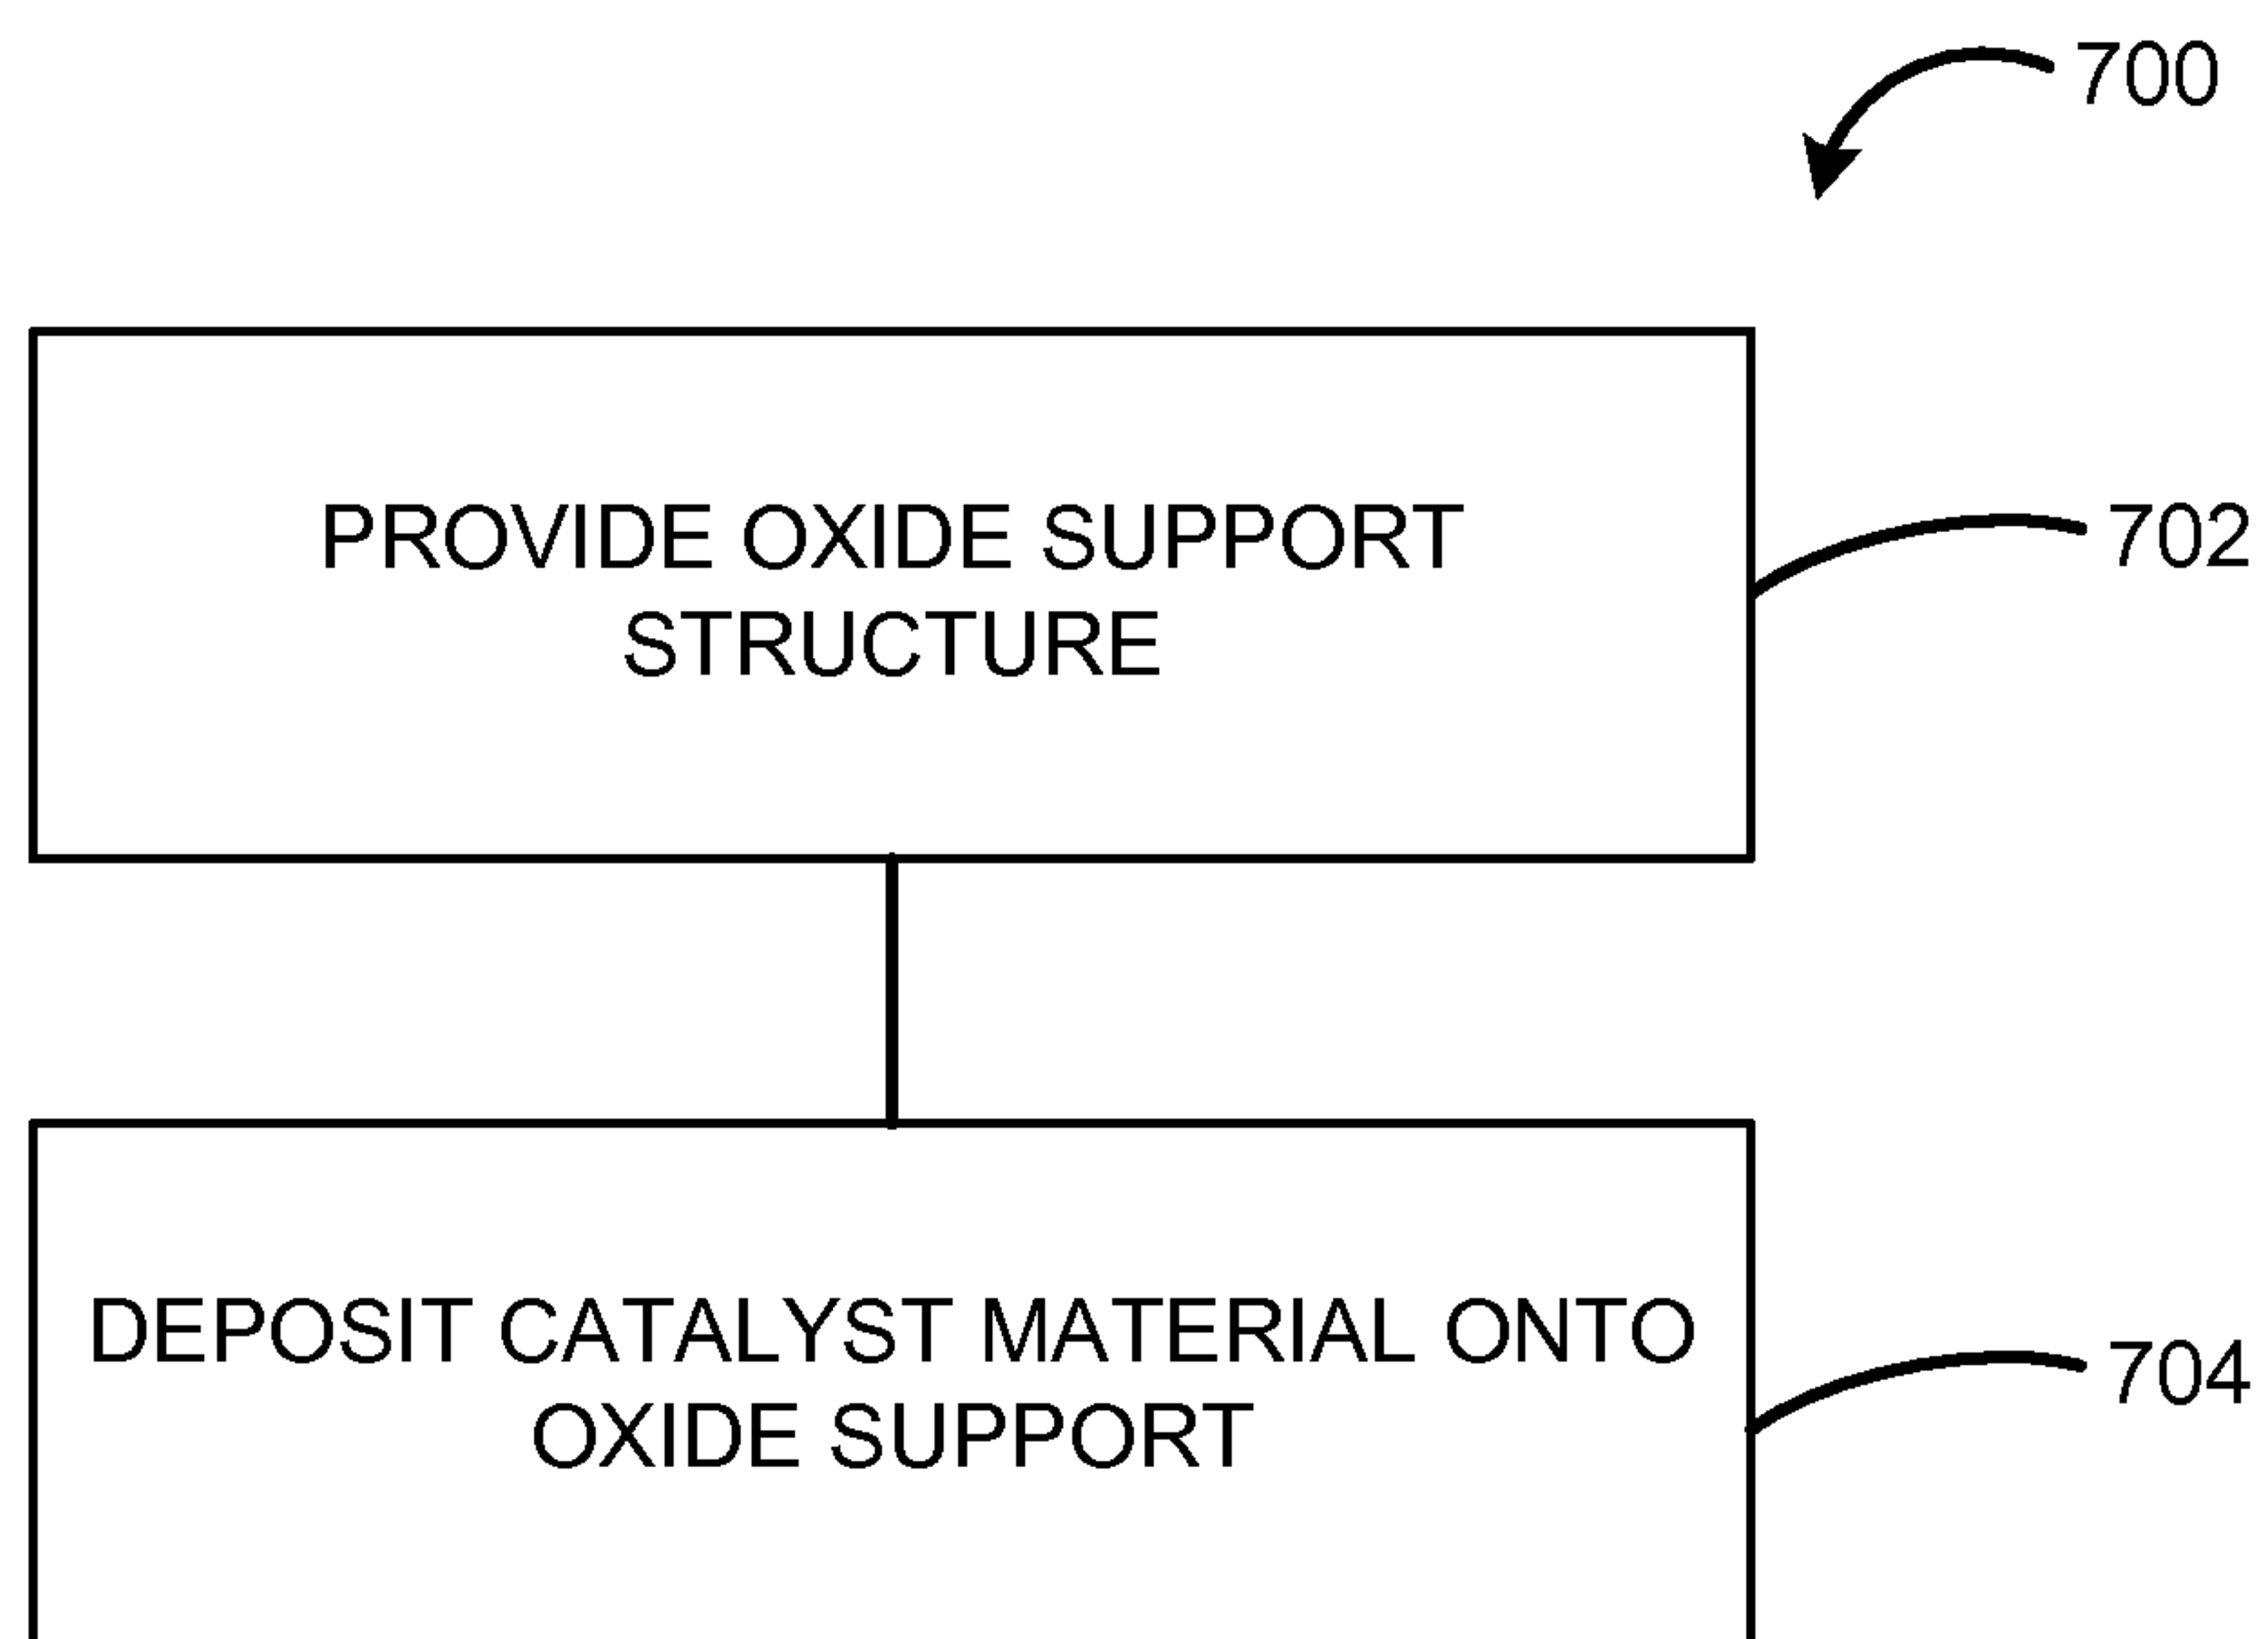 700
PROVIDE OXIDE SUPPORT
STRUCTURE
702
DEPOSIT CATALYST MATERIAL ONTO
OXIDE SUPPORT
704